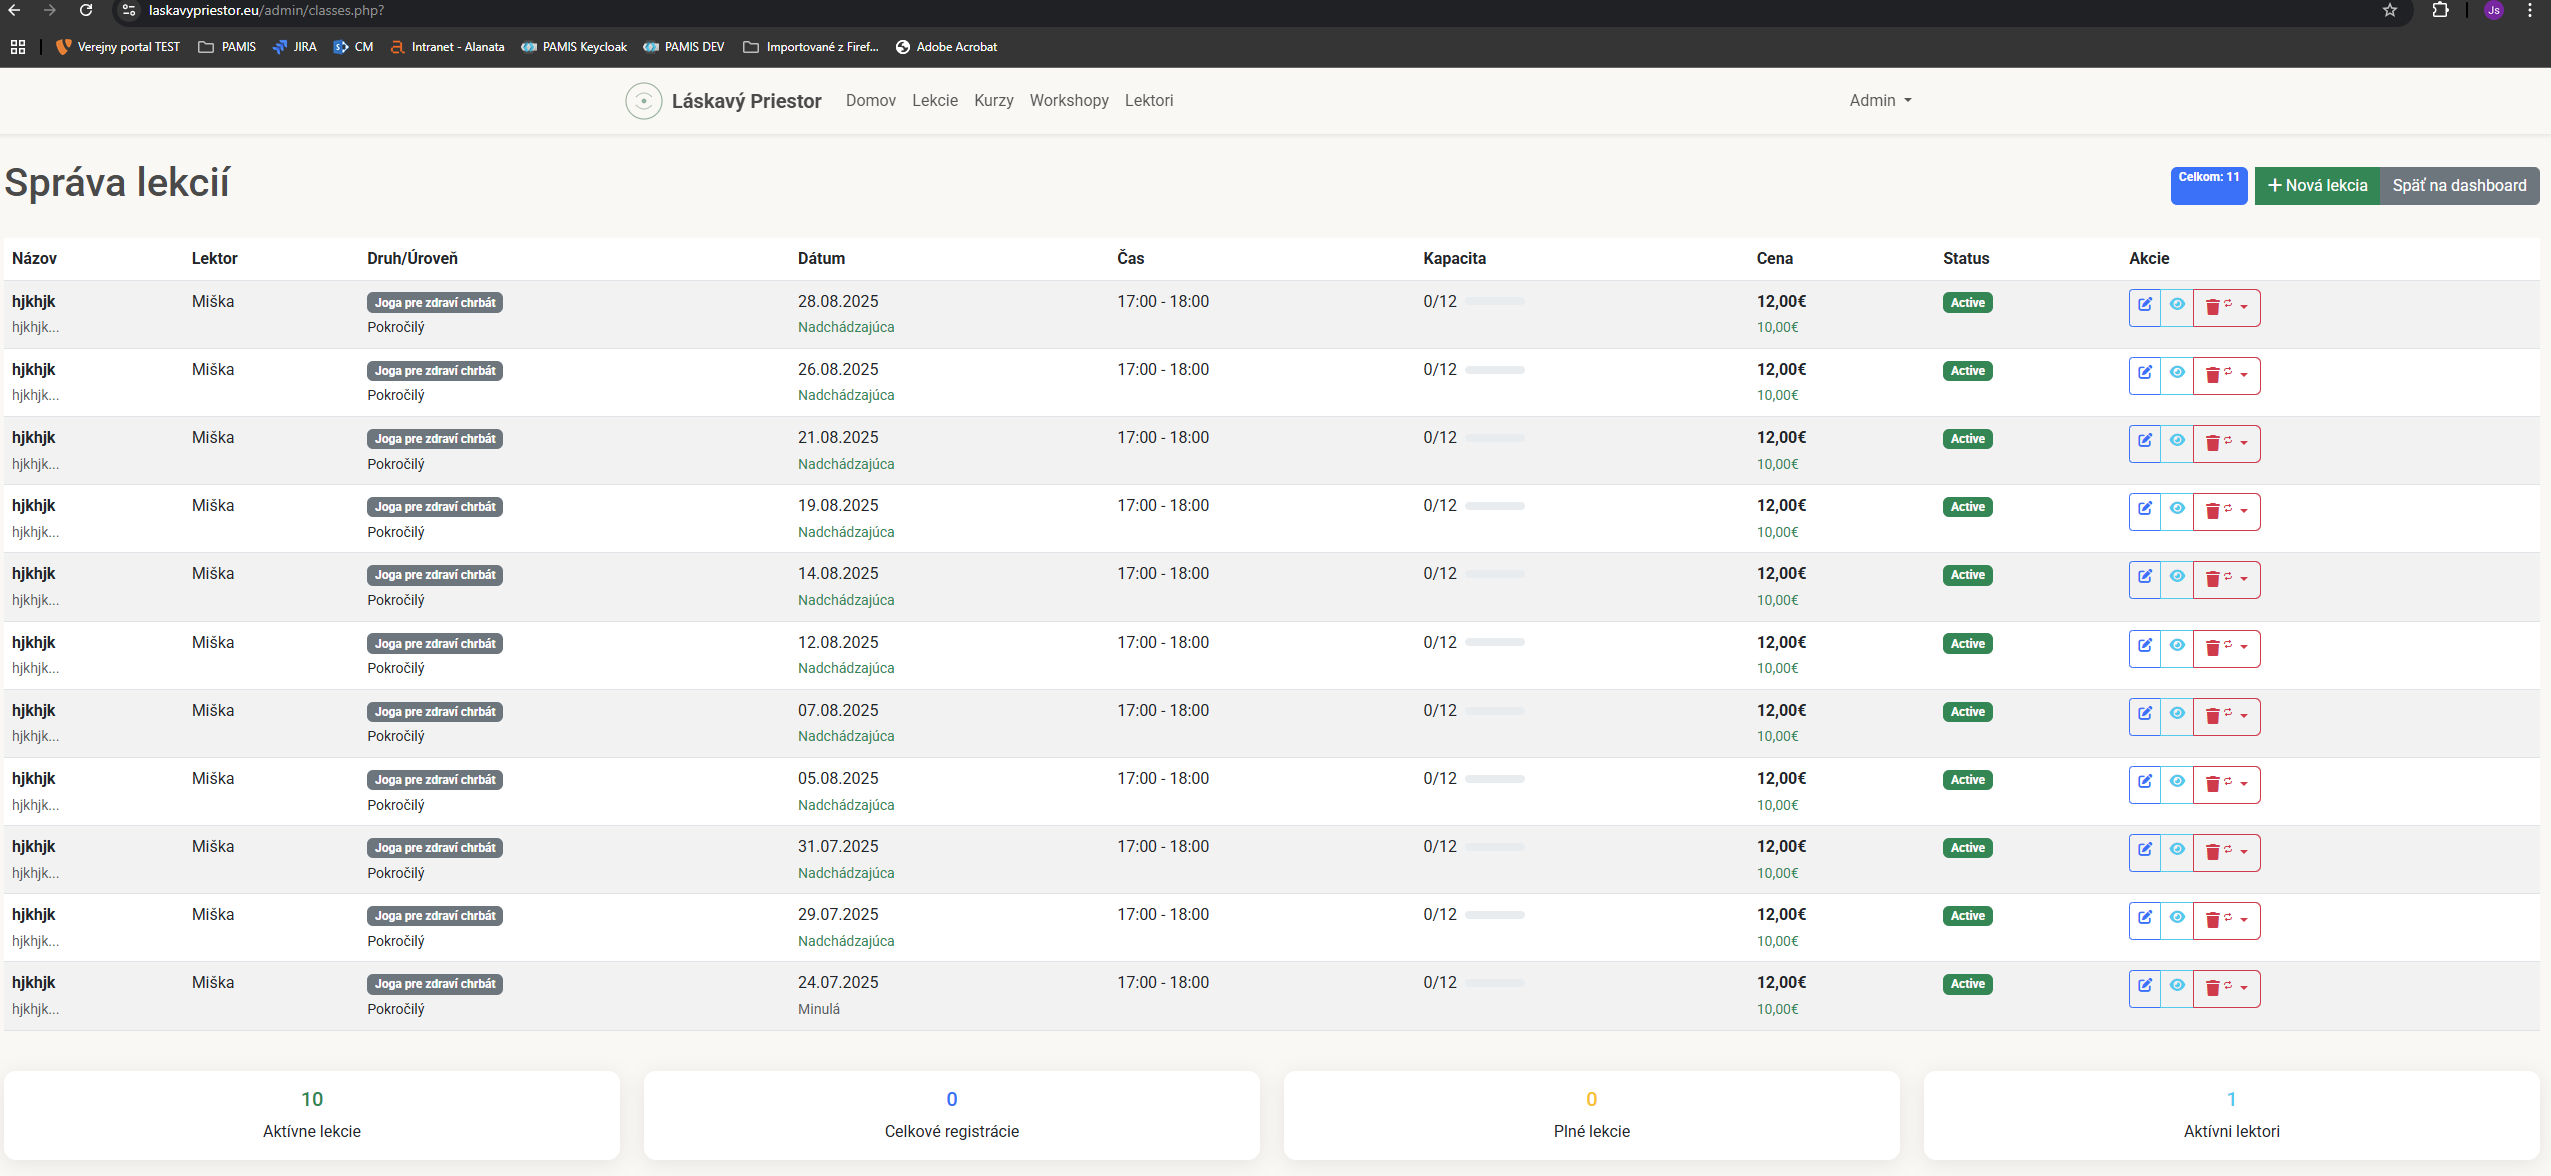 laskavypriestor.eu/admin/classes.php?
Js
Verejny portal TEST PAMIS JIRA CM Intranet - Alanata PAMIS Keycloak PAMIS DEV Importované z Firef... Adobe Acrobat
Láskavý Priestor Domov Lekcie Kurzy Workshopy Lektori Admin
Správa lekcií
Celkom: 11 Nová lekcia Späť na dashboard
Názov Lektor Druh/Úroveň Dátum Čas Kapacita Cena Status Akcie
hjkhjk Miška Joga pre zdraví chrbát 28.08.2025 17:00 - 18:00 0/12 12,00€ Active
hjkhjk... Pokročilý Nadchádzajúca 10,00€
hjkhjk Miška Joga pre zdraví chrbát 26.08.2025 17:00 - 18:00 0/12 12,00€ Active
hjkhjk... Pokročilý Nadchádzajúca 10,00€
hjkhjk Miška Joga pre zdraví chrbát 21.08.2025 17:00 - 18:00 0/12 12,00€ Active
hjkhjk... Pokročilý Nadchádzajúca 10,00€
hjkhjk Miška Joga pre zdraví chrbát 19.08.2025 17:00 - 18:00 0/12 12,00€ Active
hjkhjk... Pokročilý Nadchádzajúca 10,00€
hjkhjk Miška Joga pre zdraví chrbát 14.08.2025 17:00 - 18:00 0/12 12,00€ Active
hjkhjk... Pokročilý Nadchádzajúca 10,00€
hjkhjk Miška Joga pre zdraví chrbát 12.08.2025 17:00 - 18:00 0/12 12,00€ Active
hjkhjk... Pokročilý Nadchádzajúca 10,00€
hjkhjk Miška Joga pre zdraví chrbát 07.08.2025 17:00 - 18:00 0/12 12,00€ Active
hjkhjk... Pokročilý Nadchádzajúca 10,00€
hjkhjk Miška Joga pre zdraví chrbát 05.08.2025 17:00 - 18:00 0/12 12,00€ Active
hjkhjk... Pokročilý Nadchádzajúca 10,00€
hjkhjk Miška Joga pre zdraví chrbát 31.07.2025 17:00 - 18:00 0/12 12,00€ Active
hjkhjk... Pokročilý Nadchádzajúca 10,00€
hjkhjk Miška Joga pre zdraví chrbát 29.07.2025 17:00 - 18:00 0/12 12,00€ Active
hjkhjk... Pokročilý Nadchádzajúca 10,00€
hjkhjk Miška Joga pre zdraví chrbát 24.07.2025 17:00 - 18:00 0/12 12,00€ Active
hjkhjk... Pokročilý Minulá 10,00€
10 0 0 1
Aktívne lekcie Celkové registrácie Plné lekcie Aktívni lektori